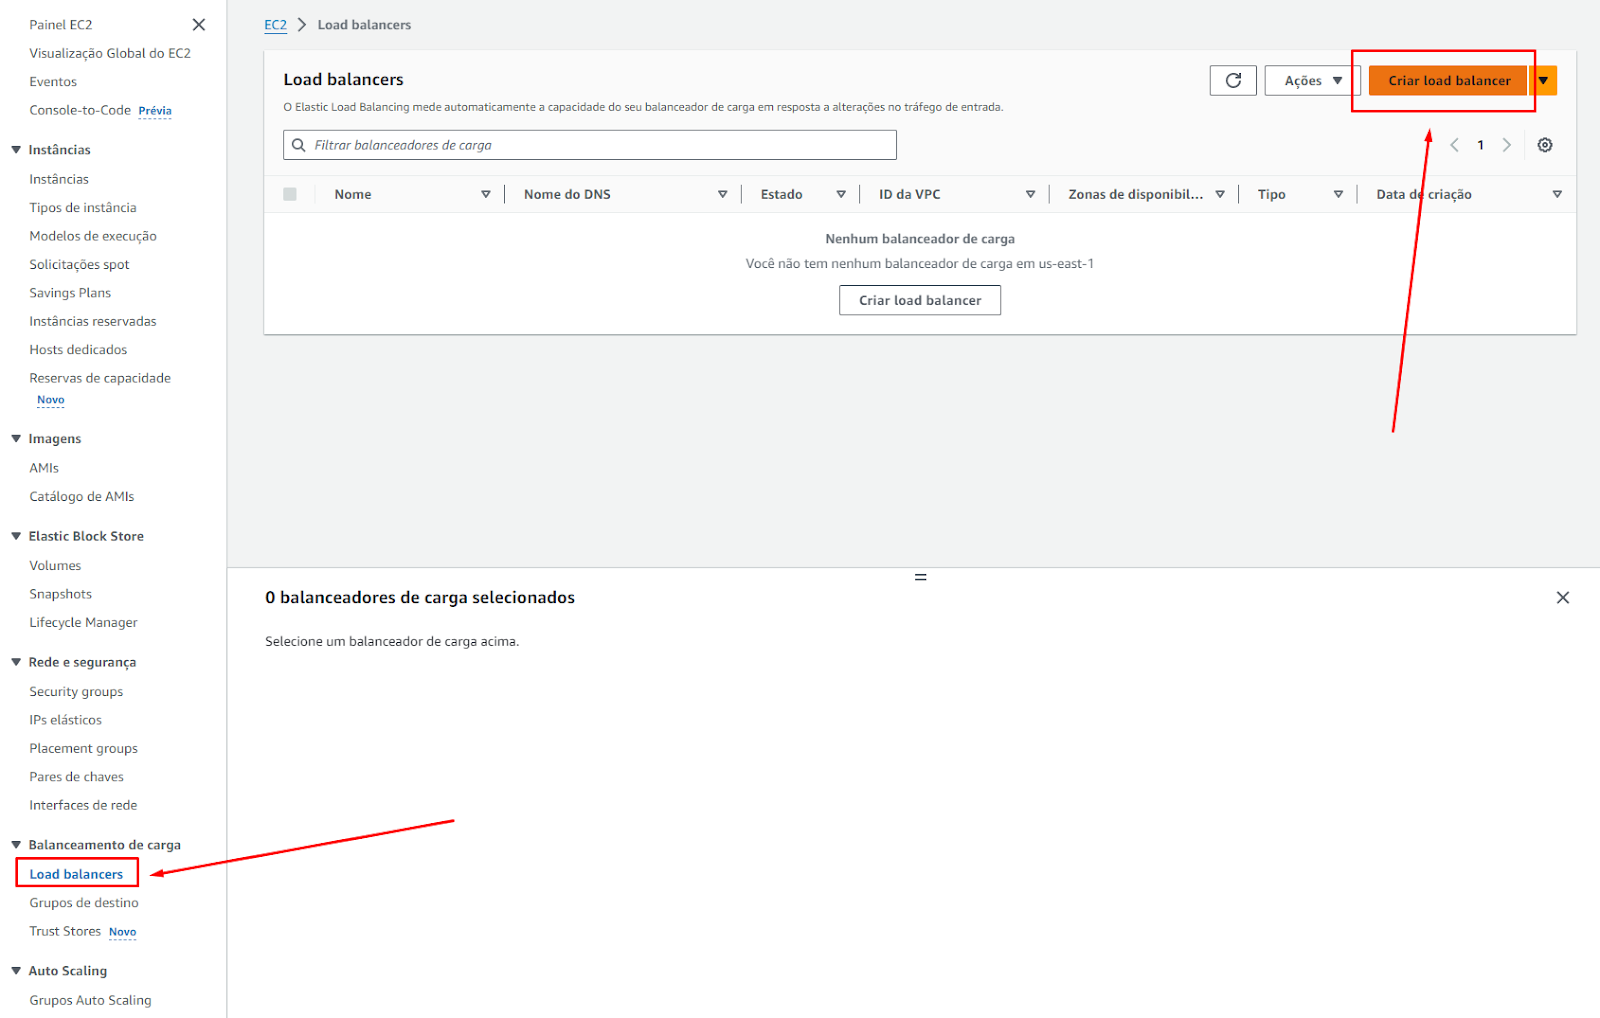 Painel EC2
Visualização Global do EC2
Eventos
Console-to-Code Prévia
Instâncias
Instâncias
Tipos de instância
Modelos de execução
Solicitações spot
Savings Plans
Instâncias reservadas
Hosts dedicados
Reservas de capacidade
Novo
Imagens
AMIs
Catálogo de AMIs
Elastic Block Store
Volumes
Snapshots
Lifecycle Manager
Rede e segurança
Security groups
IPs elásticos
Placement groups
Pares de chaves
Interfaces de rede
Balanceamento de carga
Load balancers
Grupos de destino
Trust Stores Novo
Auto Scaling
Grupos Auto Scaling
EC2 Load balancers
Load balancers
Ações Criar load balancer
O Elastic Load Balancing mede automaticamente a capacidade do seu balanceador de carga em resposta a alterações no tráfego de entrada.
Filtrar balanceadores de carga
1
Nome Nome do DNS Estado ID da VPC Zonas de disponibil... Tipo Data de criação
Nenhum balanceador de carga
Você não tem nenhum balanceador de carga em us-east-1
Criar load balancer
0 balanceadores de carga selecionados
Selecione um balanceador de carga acima.